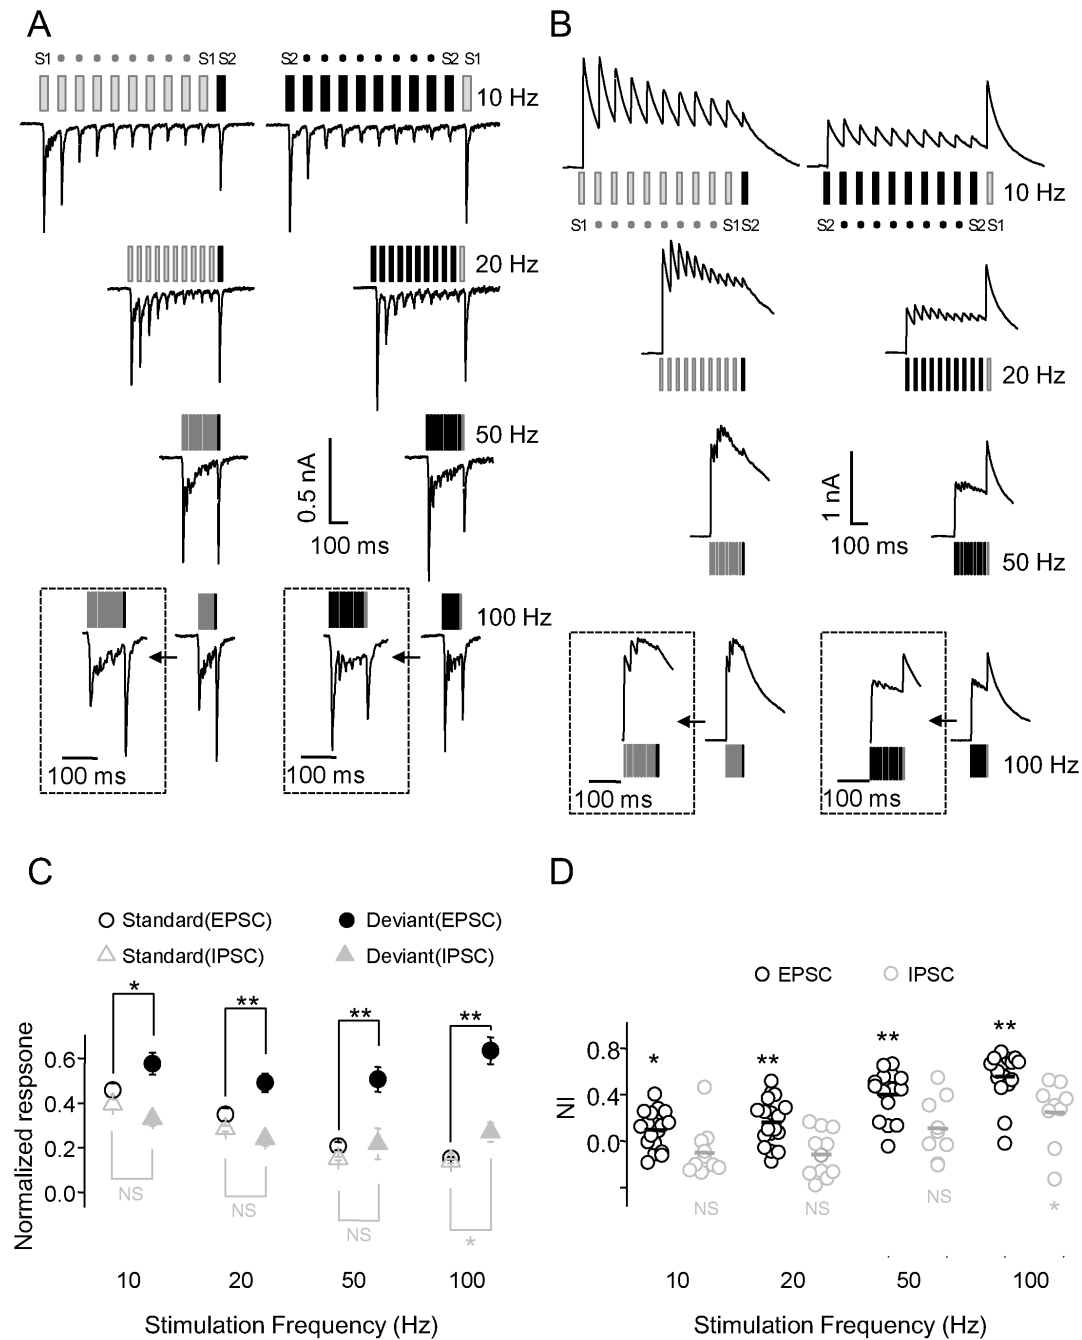 A
S1 S1 S2 S2 S2 S1
10 Hz
20 Hz
50 Hz
0.5 nA
100 ms
100 Hz
100 ms
100 ms
B
10 Hz
S1 S1S2 S2 S2S1
20 Hz
1 nA
100 ms
50 Hz
100 Hz
100 ms
100 ms
C
Standard(EPSC) Deviant(EPSC)
Standard(IPSC) Deviant(IPSC)
Normalized respsone
* ** ** **
0.6
0.4
0.2
0.0
NS NS NS *
10 20 50 100
Stimulation Frequency (Hz)
D
EPSC IPSC
NI
* ** ** **
0.8
0.4
0.0
NS NS NS *
10 20 50 100
Stimulation Frequency (Hz)